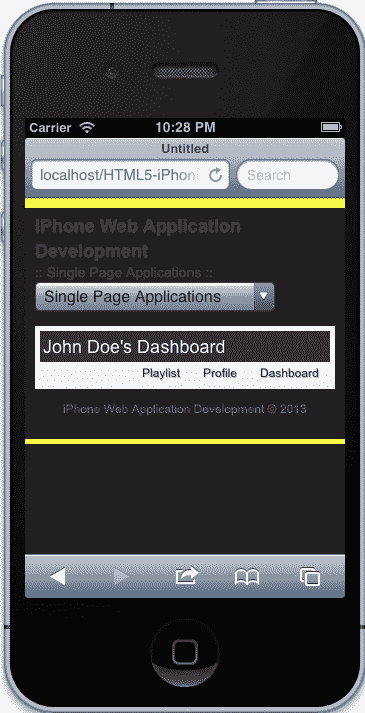 Carrier 10:28 PM
Untitled
localhost/HTML5-iPhon Search
iPhone Web Application
Development
:: Single Page Applications ::
Single Page Applications
John Doe's Dashboard
Playlist Profile Dashboard
iPhone Web Application Development © 2013